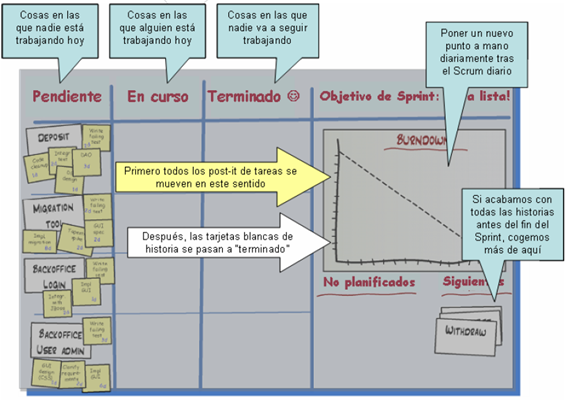 Cosas en las
que nadie está
trabajando hoy
Cosas en las
que alguien está
trabajando hoy
Cosas en las que
nadie va a seguir
trabajando
Poner un nuevo
punto a mano
diariamente tras
el Scrum diario
Pendiente
En curso
Terminado ☺
Objetivo de Sprint: a lista!
BURNDOWN
DEPOSIT
Write
failing
test
Code
cleanup
Integr
test
DAO
design
Primero todos los post-it de tareas se
mueven en este sentido
MIGRATION
TOOL
Write
failing
test
Impl
migration
GUI
spec
Después, las tarjetas blancas de
historia se pasan a "terminado"
Si acabamos con
todas las historias
antes del fin del
Sprint, cogemos
más de aquí
BACKOFFICE
LOGIN
Write
failing
test
Integr
with
Impl
GUI
No planificados
Siguientes
WITHDRAW
BACKOFFICE
USER ADMIN
Write
failing
test
GUI
design
(CSS)
Clarify
require-
ments
Impl
GUI